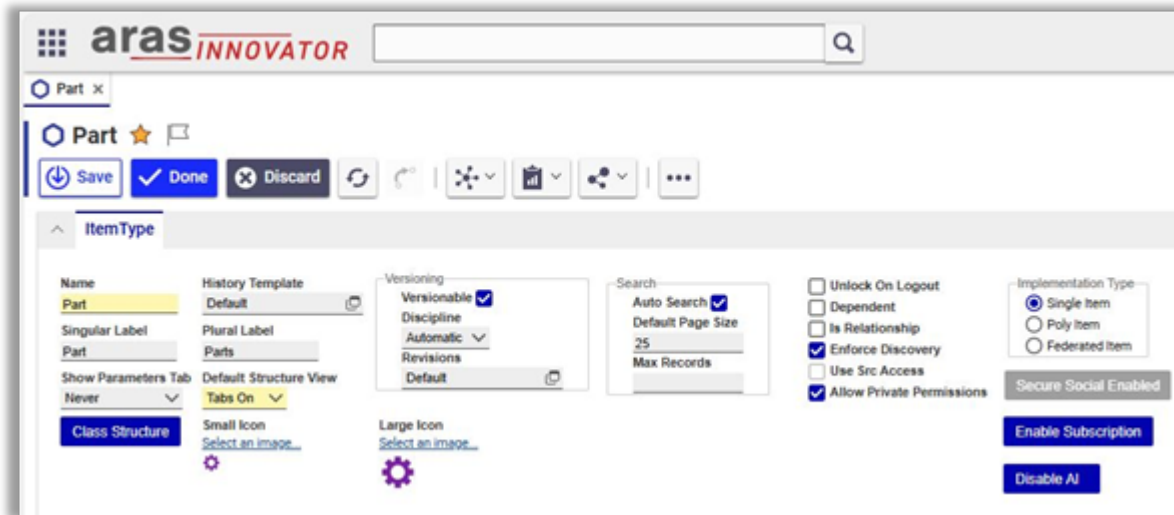 aras INNOVATOR
Part ×
Part
Save Done Discard
ItemType
Name
Part
History Template
Default
Singular Label
Part
Plural Label
Parts
Show Parameters Tab
Never
Default Structure View
Tabs On
Class Structure
Small Icon
Select an image...
Large Icon
Select an image...
Versioning
Versionable
Discipline
Automatic
Revisions
Default
Search
Auto Search
Default Page Size
25
Max Records
Unlock On Logout
Dependent
Is Relationship
Enforce Discovery
Use Src Access
Allow Private Permissions
Implementation Type
Single Item
Poly Item
Federated Item
Secure Social Enabled
Enable Subscription
Disable AI